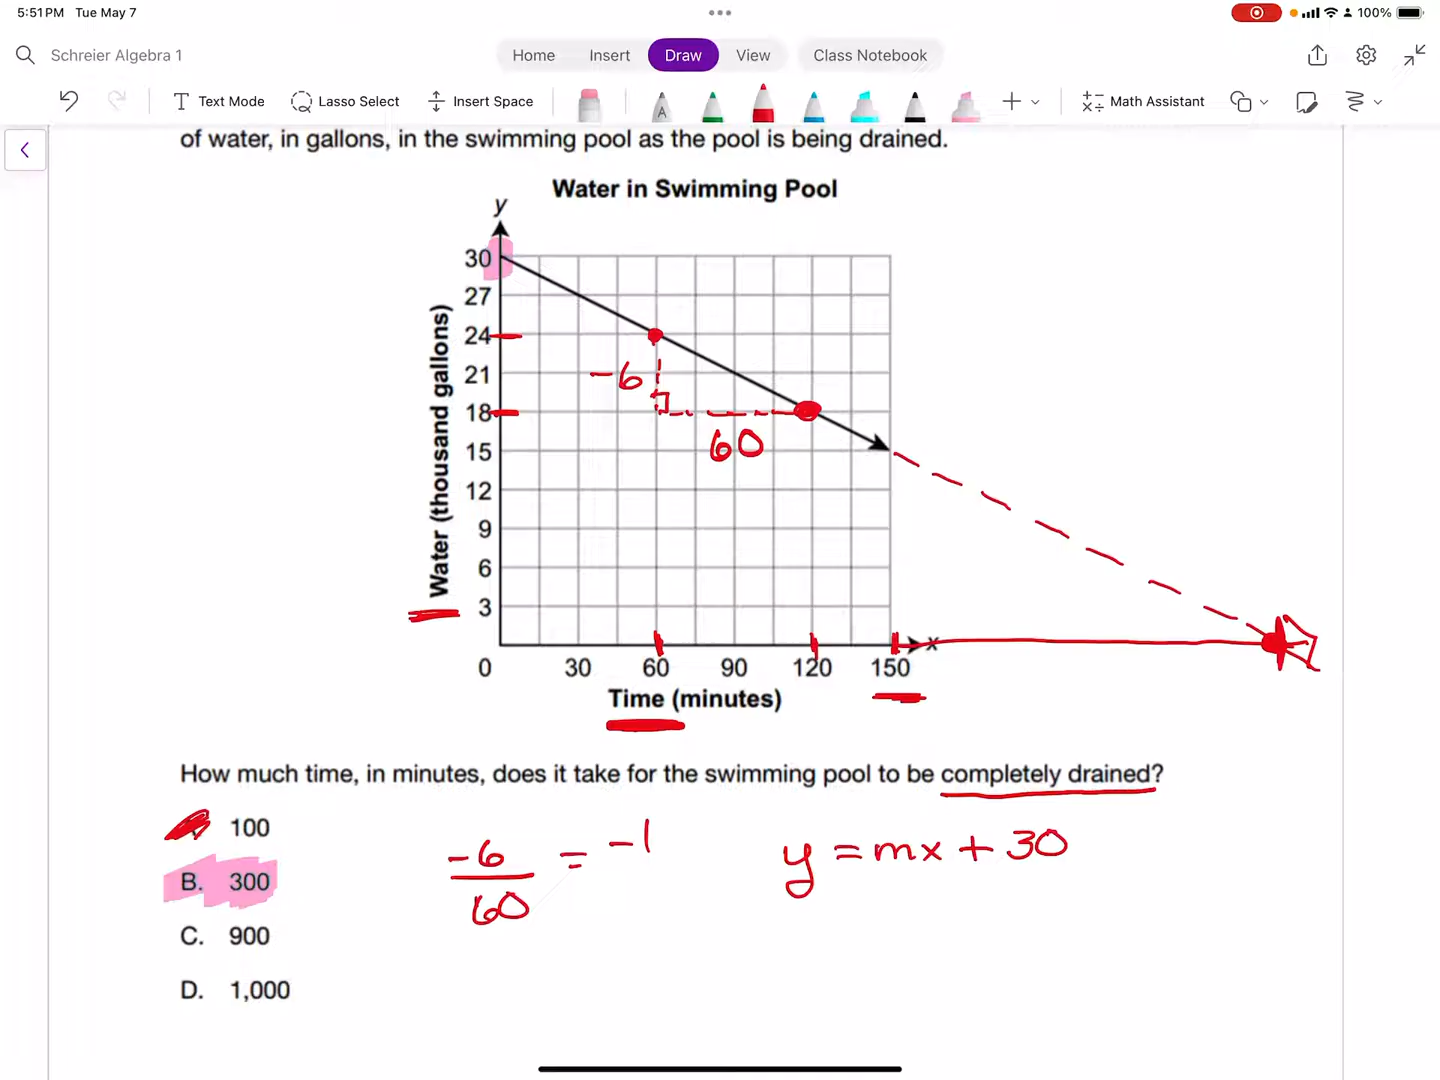 5:51 PM Tue May 7
100%
Schreier Algebra 1
Home Insert Draw View Class Notebook
Text Mode Lasso Select Insert Space A Math Assistant
of water, in gallons, in the swimming pool as the pool is being drained.
Water in Swimming Pool
y
30
27
24
21
18
15
12
9
6
3
Water (thousand gallons)
-6
60
x
0 30 60 90 120 150
Time (minutes)
How much time, in minutes, does it take for the swimming pool to be completely drained?
100
B. 300
C. 900
D. 1,000
-6
60
= -1
y = mx + 30